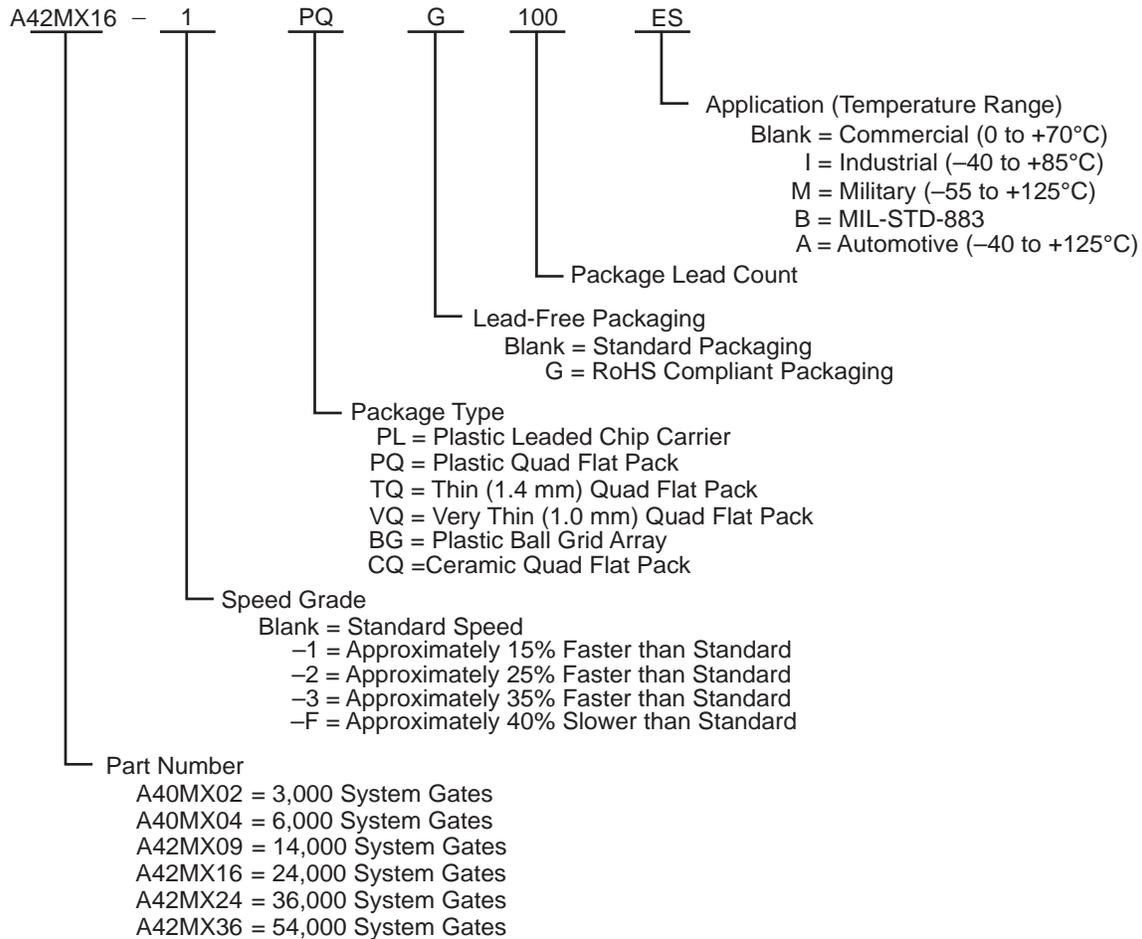 A42MX16 – 1 PQ G 100 ES
Application (Temperature Range)
Blank = Commercial (0 to +70°C)
I = Industrial (–40 to +85°C)
M = Military (–55 to +125°C)
B = MIL-STD-883
A = Automotive (–40 to +125°C)
Package Lead Count
Lead-Free Packaging
Blank = Standard Packaging
G = RoHS Compliant Packaging
Package Type
PL = Plastic Leaded Chip Carrier
PQ = Plastic Quad Flat Pack
TQ = Thin (1.4 mm) Quad Flat Pack
VQ = Very Thin (1.0 mm) Quad Flat Pack
BG = Plastic Ball Grid Array
CQ =Ceramic Quad Flat Pack
Speed Grade
Blank = Standard Speed
–1 = Approximately 15% Faster than Standard
–2 = Approximately 25% Faster than Standard
–3 = Approximately 35% Faster than Standard
–F = Approximately 40% Slower than Standard
Part Number
A40MX02 = 3,000 System Gates
A40MX04 = 6,000 System Gates
A42MX09 = 14,000 System Gates
A42MX16 = 24,000 System Gates
A42MX24 = 36,000 System Gates
A42MX36 = 54,000 System Gates